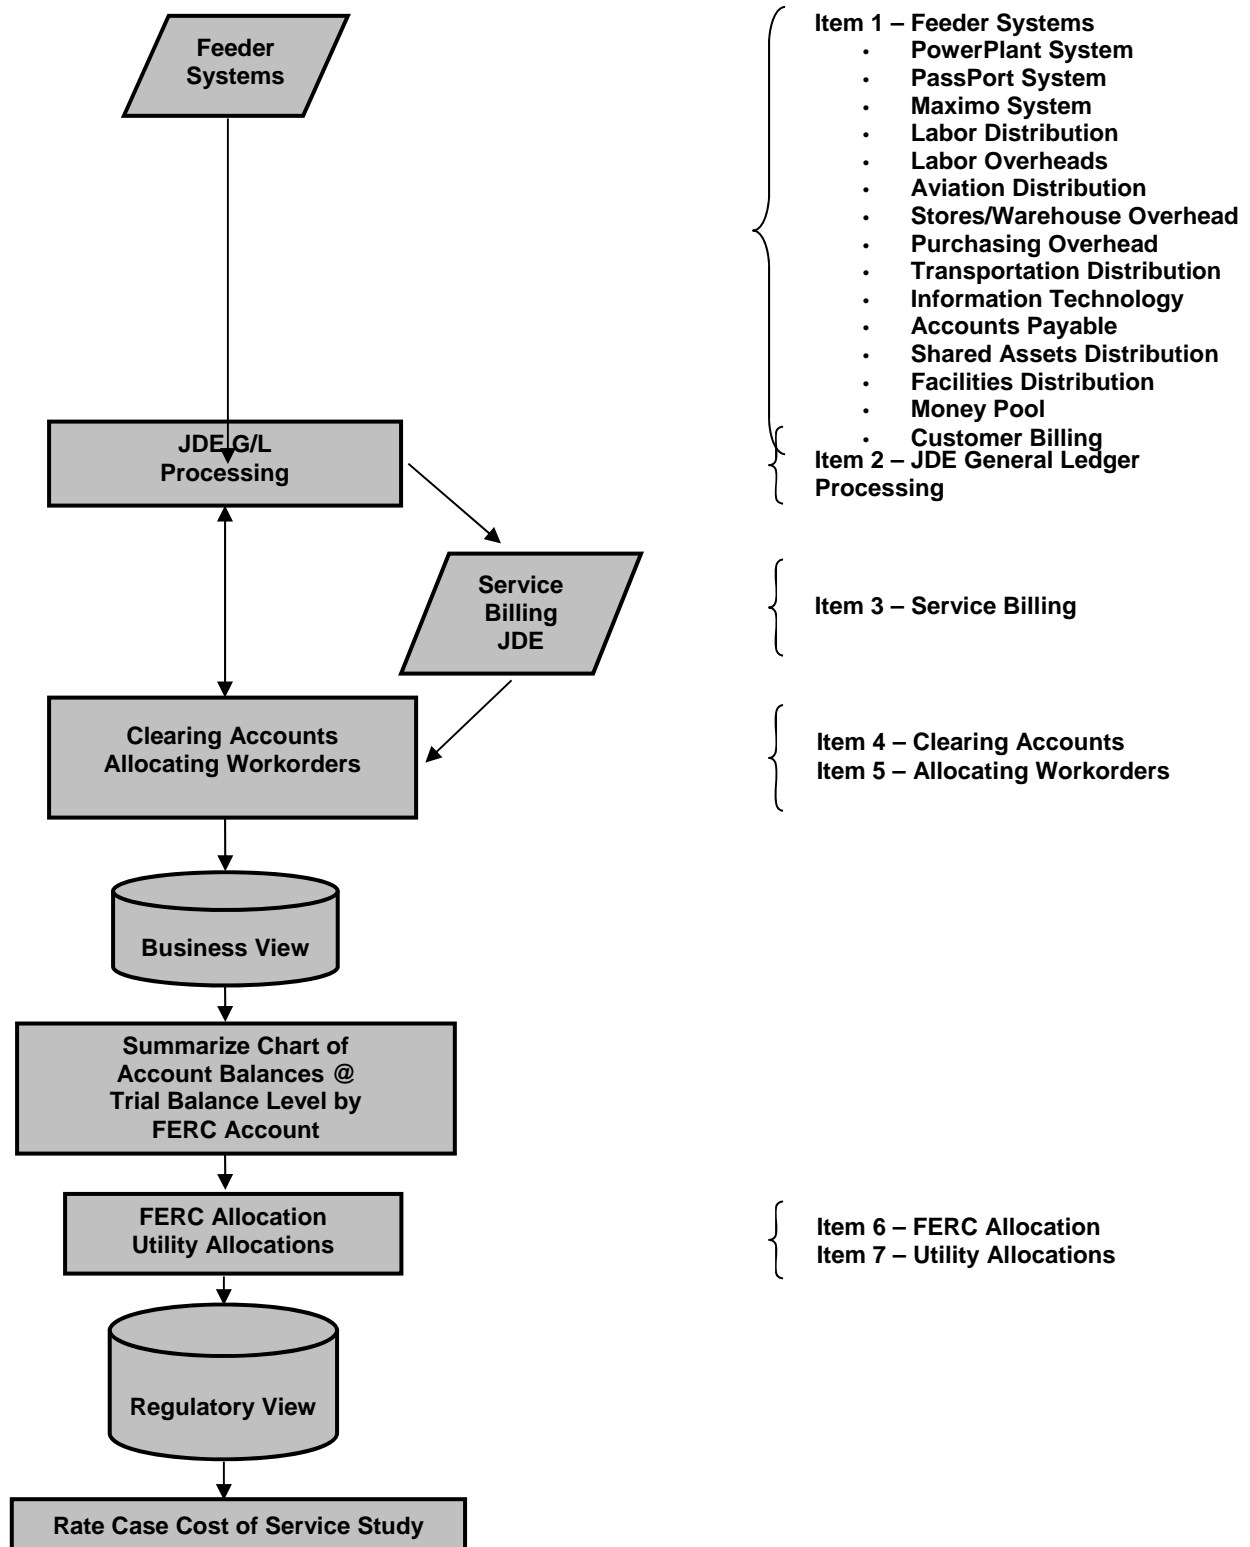 Feeder
Systems
JDE G/L
Processing
Service
Billing
JDE
Clearing Accounts
Allocating Workorders
Business View
Summarize Chart of
Account Balances @
Trial Balance Level by
FERC Account
FERC Allocation
Utility Allocations
Regulatory View
Rate Case Cost of Service Study
Item 1 – Feeder Systems
• PowerPlant System
• PassPort System
• Maximo System
• Labor Distribution
• Labor Overheads
• Aviation Distribution
• Stores/Warehouse Overhead
• Purchasing Overhead
• Transportation Distribution
• Information Technology
• Accounts Payable
• Shared Assets Distribution
• Facilities Distribution
• Money Pool
• Customer Billing
Item 2 – JDE General Ledger
Processing
Item 3 – Service Billing
Item 4 – Clearing Accounts
Item 5 – Allocating Workorders
Item 6 – FERC Allocation
Item 7 – Utility Allocations